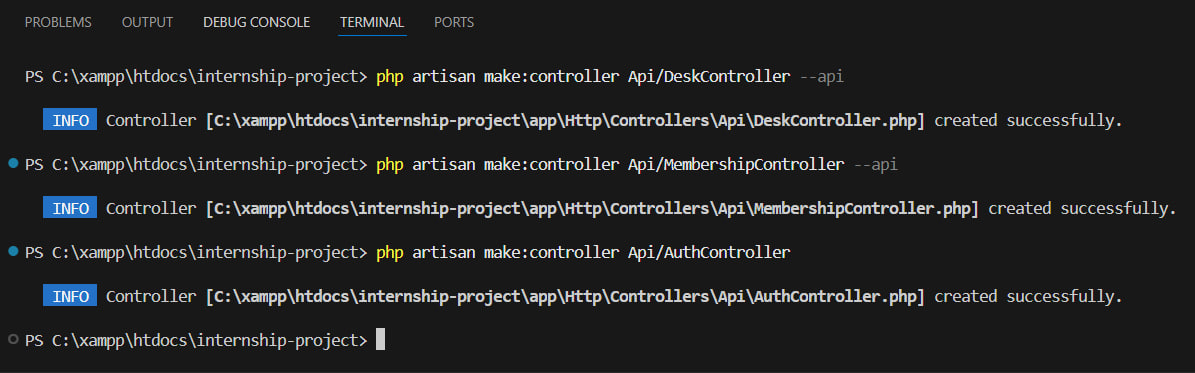 PROBLEMS OUTPUT DEBUG CONSOLE TERMINAL PORTS
PS C:\xampp\htdocs\internship-project> php artisan make:controller Api/DeskController --api
INFO Controller [C:\xampp\htdocs\internship-project\app\Http\Controllers\Api\DeskController.php] created successfully.
PS C:\xampp\htdocs\internship-project> php artisan make:controller Api/MembershipController --api
INFO Controller [C:\xampp\htdocs\internship-project\app\Http\Controllers\Api\MembershipController.php] created successfully.
PS C:\xampp\htdocs\internship-project> php artisan make:controller Api/AuthController
INFO Controller [C:\xampp\htdocs\internship-project\app\Http\Controllers\Api\AuthController.php] created successfully.
PS C:\xampp\htdocs\internship-project>